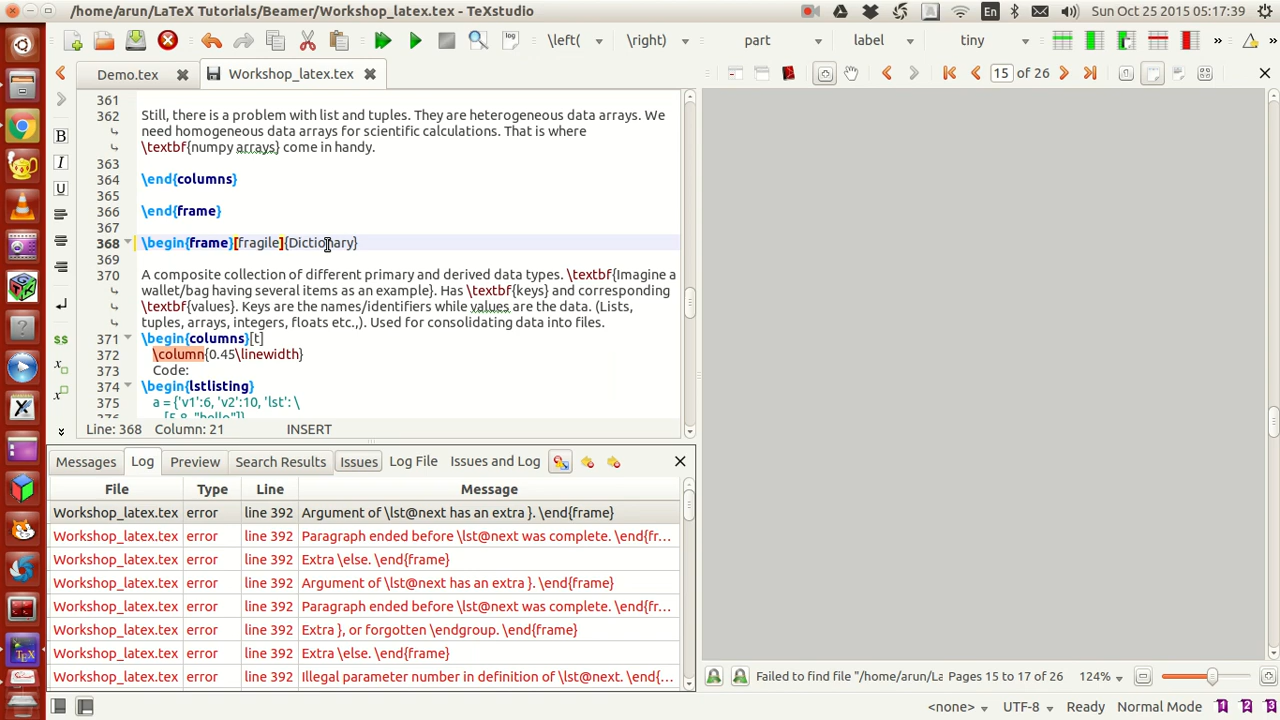 /home/arun/LaTeX Tutorials/Beamer/Workshop_latex.tex - TeXstudio
En
Sun Oct 25 2015 05:17:39
log
\left(
\right)
part
label
tiny
»
Demo.tex
Workshop_latex.tex
15 of 26
361
362 Still, there is a problem with list and tuples. They are heterogeneous data arrays. We
need homogeneous data arrays for scientific calculations. That is where
\textbf{numpy arrays} come in handy.
363
364 \end{columns}
365
366 \end{frame}
367
368 \begin{frame}[fragile]{Dictionary}
369
370 A composite collection of different primary and derived data types. \textbf{Imagine a
wallet/bag having several items as an example}. Has \textbf{keys} and corresponding
\textbf{values}. Keys are the names/identifiers while values are the data. (Lists,
tuples, arrays, integers, floats etc.,). Used for consolidating data into files.
371 \begin{columns}[t]
372 \column{0.45\linewidth}
373 Code:
374 \begin{lstlisting}
375 a = {'v1':6, 'v2':10, 'lst': \
376 [5,8, "hello"]}
B
I
U
$$
Line: 368 Column: 21 INSERT
Messages Log Preview Search Results Issues Log File Issues and Log
File Type Line Message
Workshop_latex.tex error line 392 Argument of \lst@next has an extra }. \end{frame}
Workshop_latex.tex error line 392 Paragraph ended before \lst@next was complete. \end{fr...
Workshop_latex.tex error line 392 Extra \else. \end{frame}
Workshop_latex.tex error line 392 Argument of \lst@next has an extra }. \end{frame}
Workshop_latex.tex error line 392 Paragraph ended before \lst@next was complete. \end{fr...
Workshop_latex.tex error line 392 Extra }, or forgotten \endgroup. \end{frame}
Workshop_latex.tex error line 392 Extra \else. \end{frame}
Workshop_latex.tex error line 392 Illegal parameter number in definition of \lst@next. \en{...
Failed to find file "/home/arun/La
Pages 15 to 17 of 26
124%
<none> UTF-8 Ready Normal Mode
1 2 3